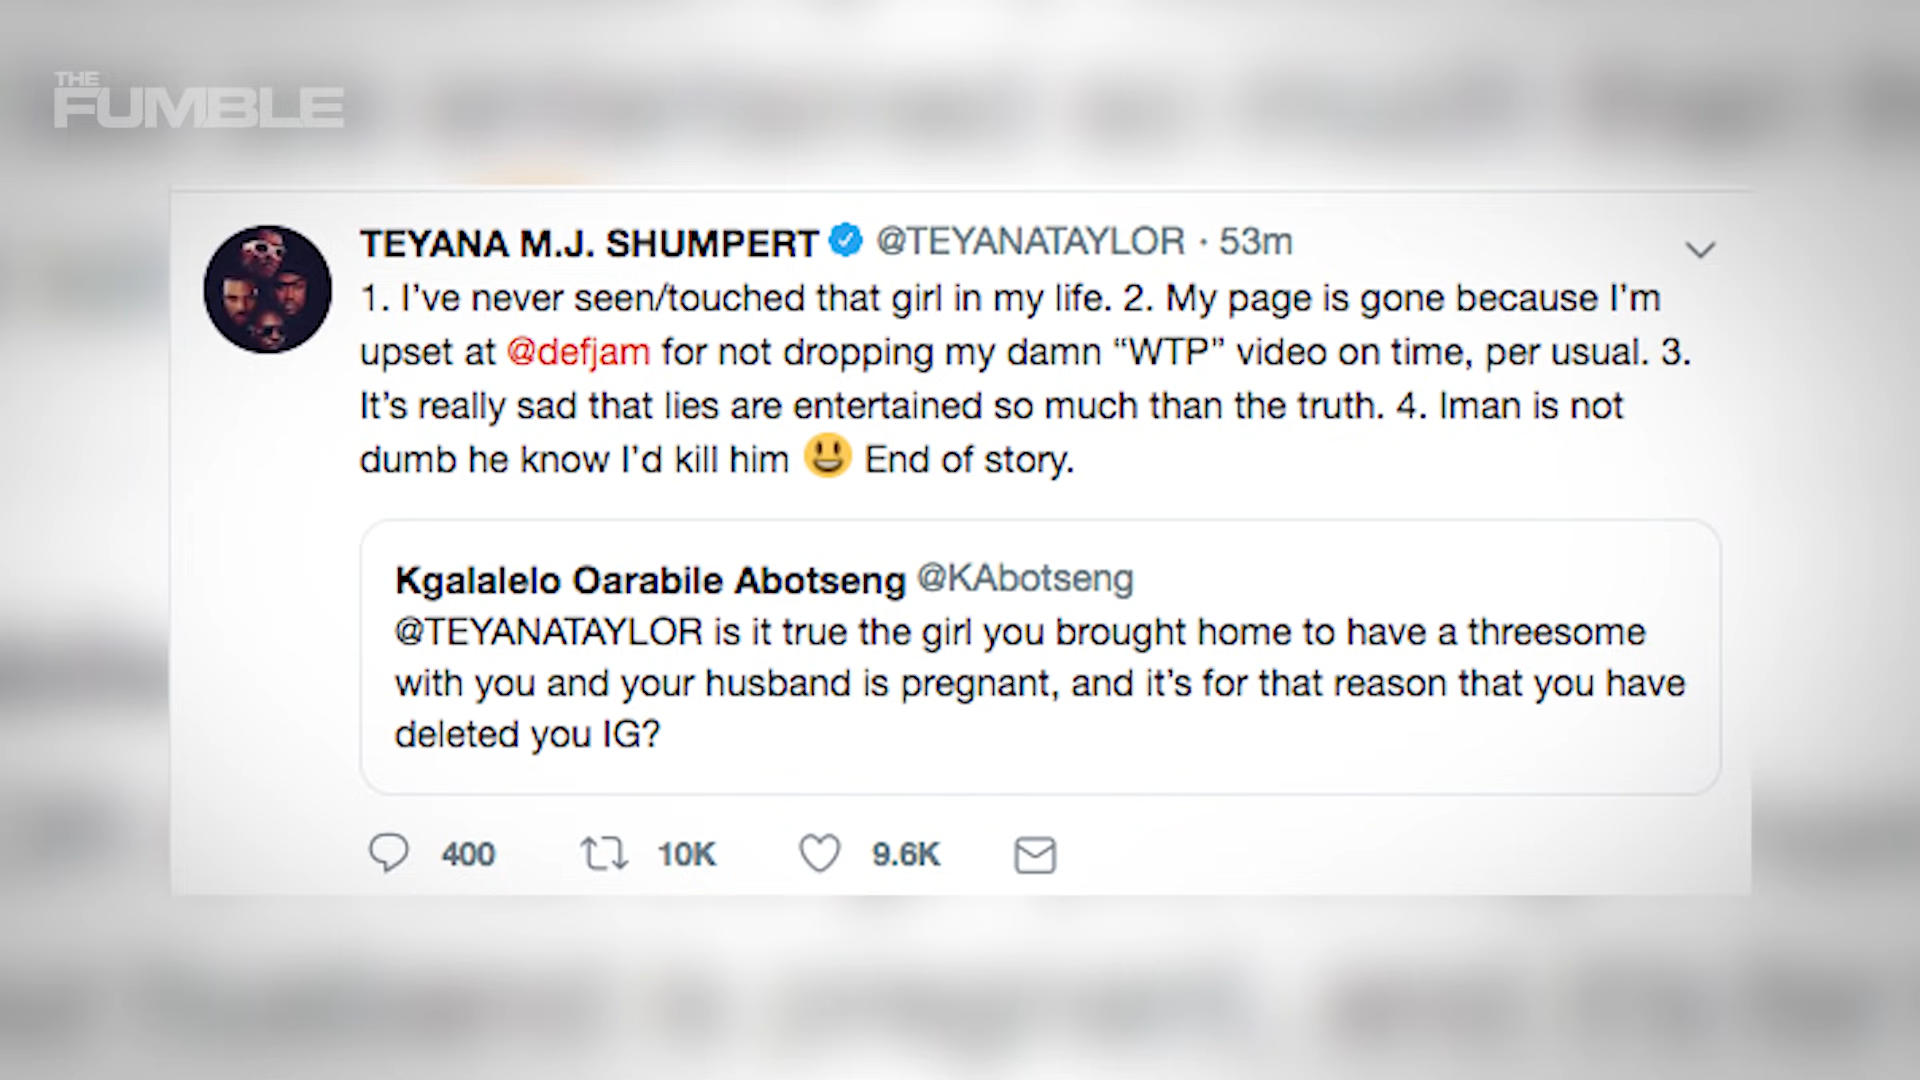 THE
FUMBLE
TEYANA M.J. SHUMPERT @TEYANATAYLOR · 53m
1. I’ve never seen/touched that girl in my life. 2. My page is gone because I’m
upset at @defjam for not dropping my damn “WTP” video on time, per usual. 3.
It’s really sad that lies are entertained so much than the truth. 4. Iman is not
dumb he know I’d kill him 😃 End of story.
Kgalalelo Oarabile Abotseng @KAbotseng
@TEYANATAYLOR is it true the girl you brought home to have a threesome
with you and your husband is pregnant, and it’s for that reason that you have
deleted you IG?
400 10K 9.6K